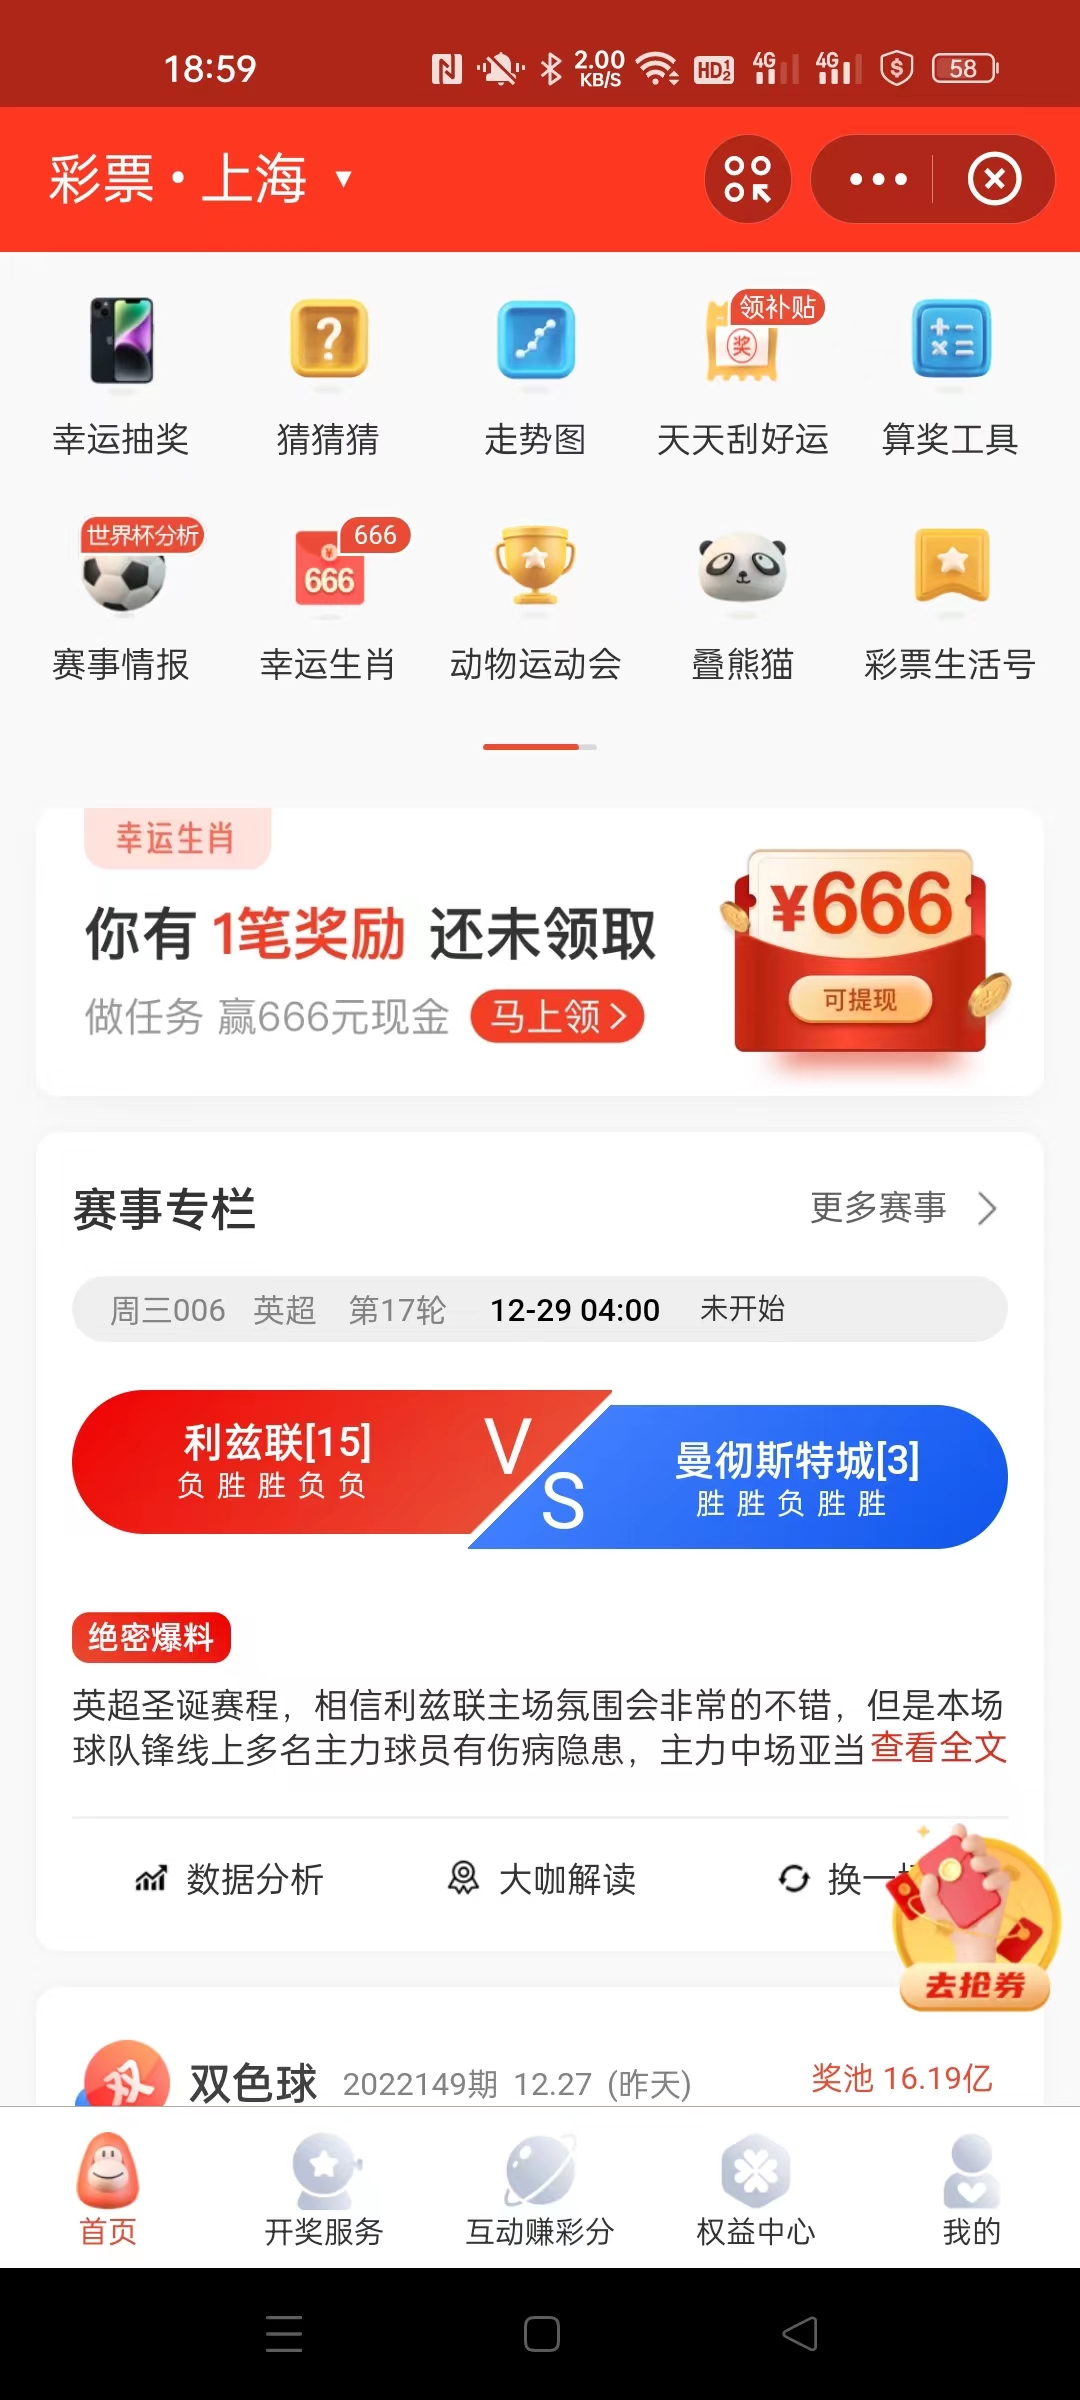 18:59
2.00
KB/S
HD 1 2
4G
4G
58
彩票·上海
领补贴
奖
幸运抽奖
猜猜猜
走势图
天天刮好运
算奖工具
世界杯分析
666
666
赛事情报
幸运生肖
动物运动会
叠熊猫
彩票生活号
幸运生肖
你有 1笔奖励 还未领取
做任务 赢666元现金
马上领
¥666
可提现
赛事专栏
更多赛事
周三006 英超 第17轮 12-29 04:00 未开始
利兹联[15]
负 胜 胜 负 负
VS
曼彻斯特城[3]
胜 胜 负 胜 胜
绝密爆料
英超圣诞赛程，相信利兹联主场氛围会非常的不错，但是本场
球队锋线上多名主力球员有伤病隐患，主力中场亚当查看全文
数据分析
大咖解读
换一
去抢券
双
双色球 2022149期 12.27 (昨天)
奖池 16.19亿
首页
开奖服务
互动赚彩分
权益中心
我的